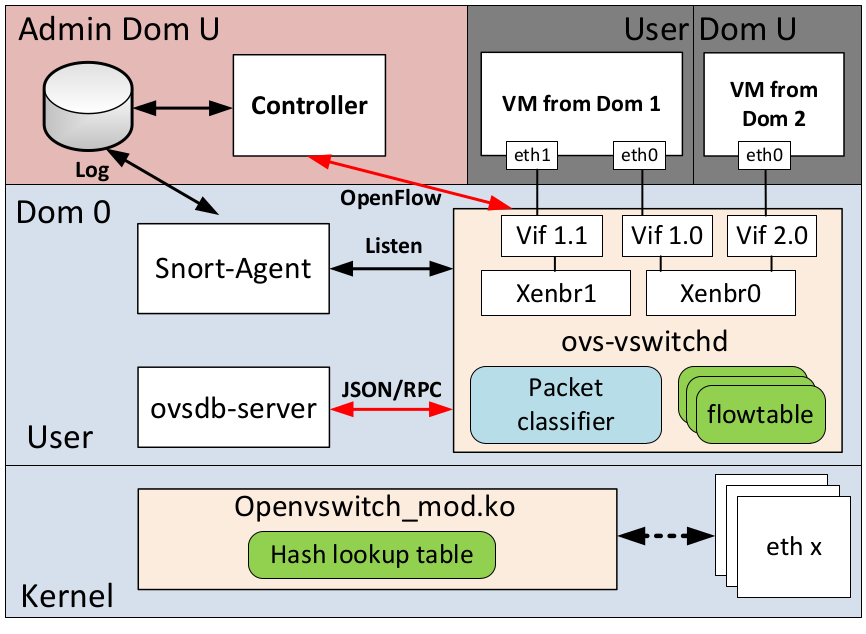 Admin Dom U
User Dom U
Controller
VM from Dom 1
VM from
Dom 2
eth1
eth0
eth0
Log
OpenFlow
Dom 0
Snort-Agent
Listen
Vif 1.1
Vif 1.0
Vif 2.0
Xenbr1
Xenbr0
ovs-vswitchd
ovsdb-server
JSON/RPC
Packet
classifier
flowtable
User
Openvswitch_mod.ko
Hash lookup table
eth x
Kernel